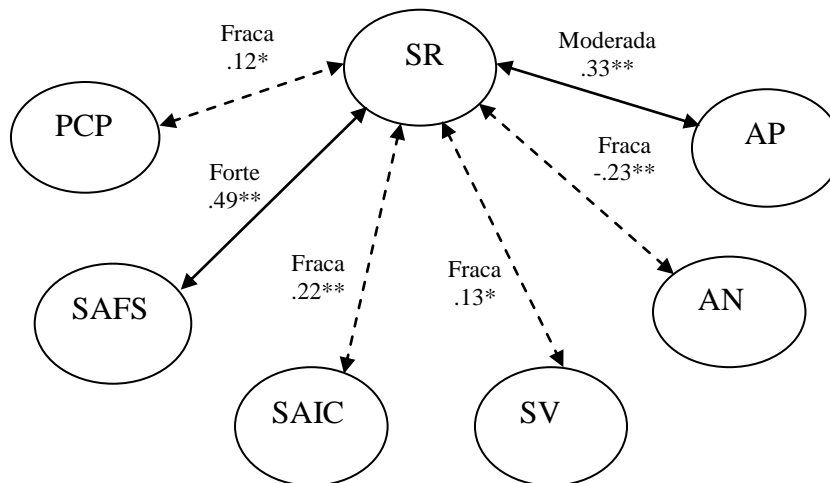 Fraca
.12*
SR
Moderada
.33**
PCP
AP
Forte
.49**
Fraca
-.23**
Fraca
.22**
Fraca
.13*
SAFS
AN
SAIC
SV